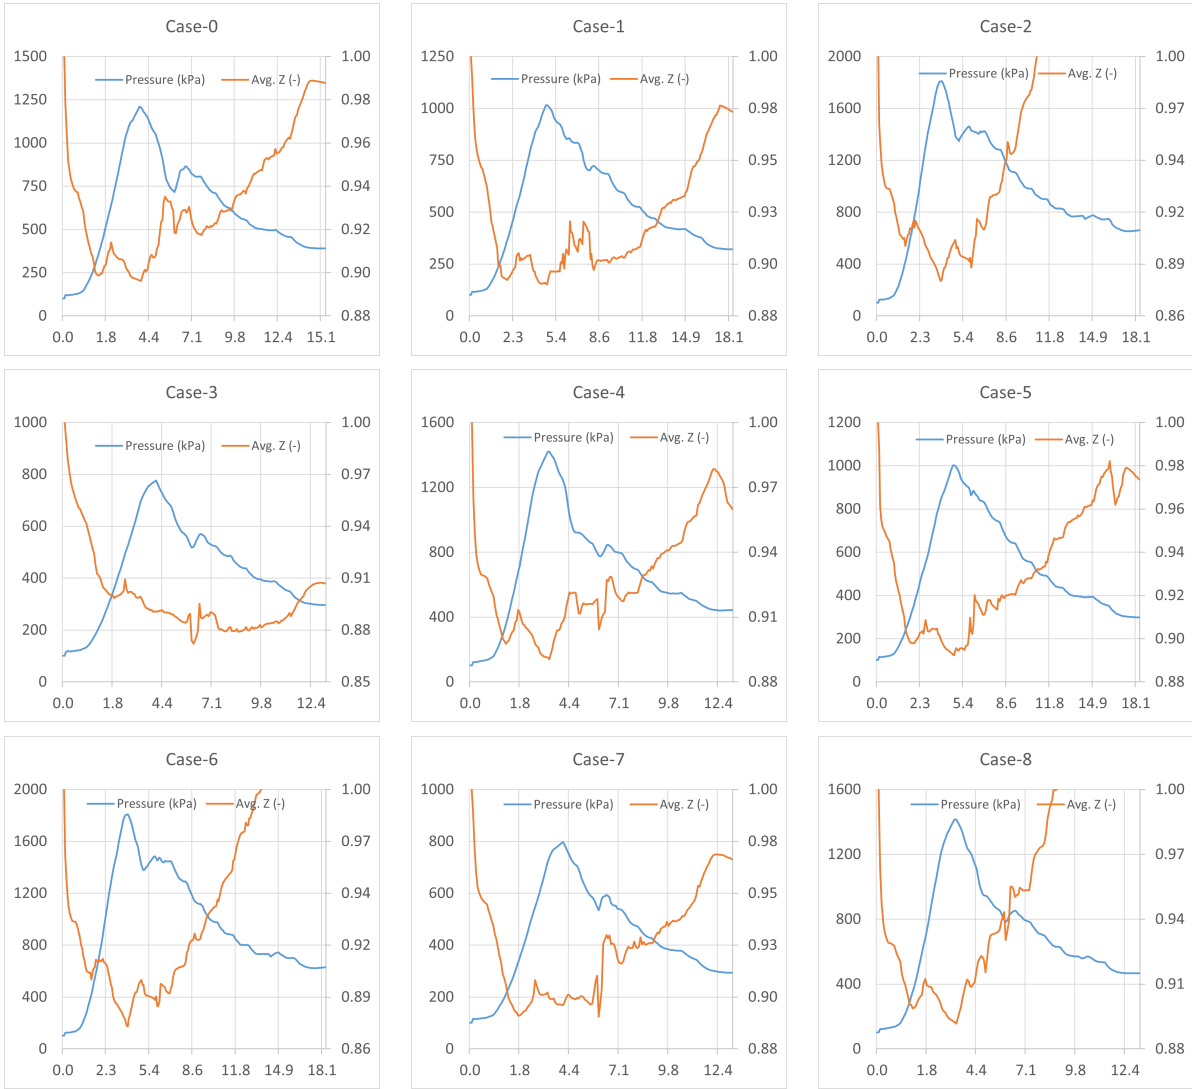 Case-0
Pressure (kPa) Avg. Z (-)
1500 1.00
1250 0.98
1000 0.96
750 0.94
500 0.92
250 0.90
0 0.88
0.0 1.8 4.4 7.1 9.8 12.4 15.1
Case-1
Pressure (kPa) Avg. Z (-)
1250 1.00
1000 0.98
750 0.95
500 0.93
250 0.90
0 0.88
0.0 2.3 5.4 8.6 11.8 14.9 18.1
Case-2
Pressure (kPa) Avg. Z (-)
2000 1.00
1600 0.97
1200 0.94
800 0.92
400 0.89
0 0.86
0.0 2.3 5.4 8.6 11.8 14.9 18.1
Case-3
Pressure (kPa) Avg. Z (-)
1000 1.00
800 0.97
600 0.94
400 0.91
200 0.88
0 0.85
0.0 1.8 4.4 7.1 9.8 12.4
Case-4
Pressure (kPa) Avg. Z (-)
1600 1.00
1200 0.97
800 0.94
400 0.91
0 0.88
0.0 1.8 4.4 7.1 9.8 12.4
Case-5
Pressure (kPa) Avg. Z (-)
1200 1.00
1000 0.98
800 0.96
600 0.94
400 0.92
200 0.90
0 0.88
0.0 2.3 5.4 8.6 11.8 14.9 18.1
Case-6
Pressure (kPa) Avg. Z (-)
2000 1.00
1600 0.97
1200 0.94
800 0.92
400 0.89
0 0.86
0.0 2.3 5.4 8.6 11.8 14.9 18.1
Case-7
Pressure (kPa) Avg. Z (-)
1000 1.00
800 0.98
600 0.95
400 0.93
200 0.90
0 0.88
0.0 1.8 4.4 7.1 9.8 12.4
Case-8
Pressure (kPa) Avg. Z (-)
1600 1.00
1200 0.97
800 0.94
400 0.91
0 0.88
0.0 1.8 4.4 7.1 9.8 12.4